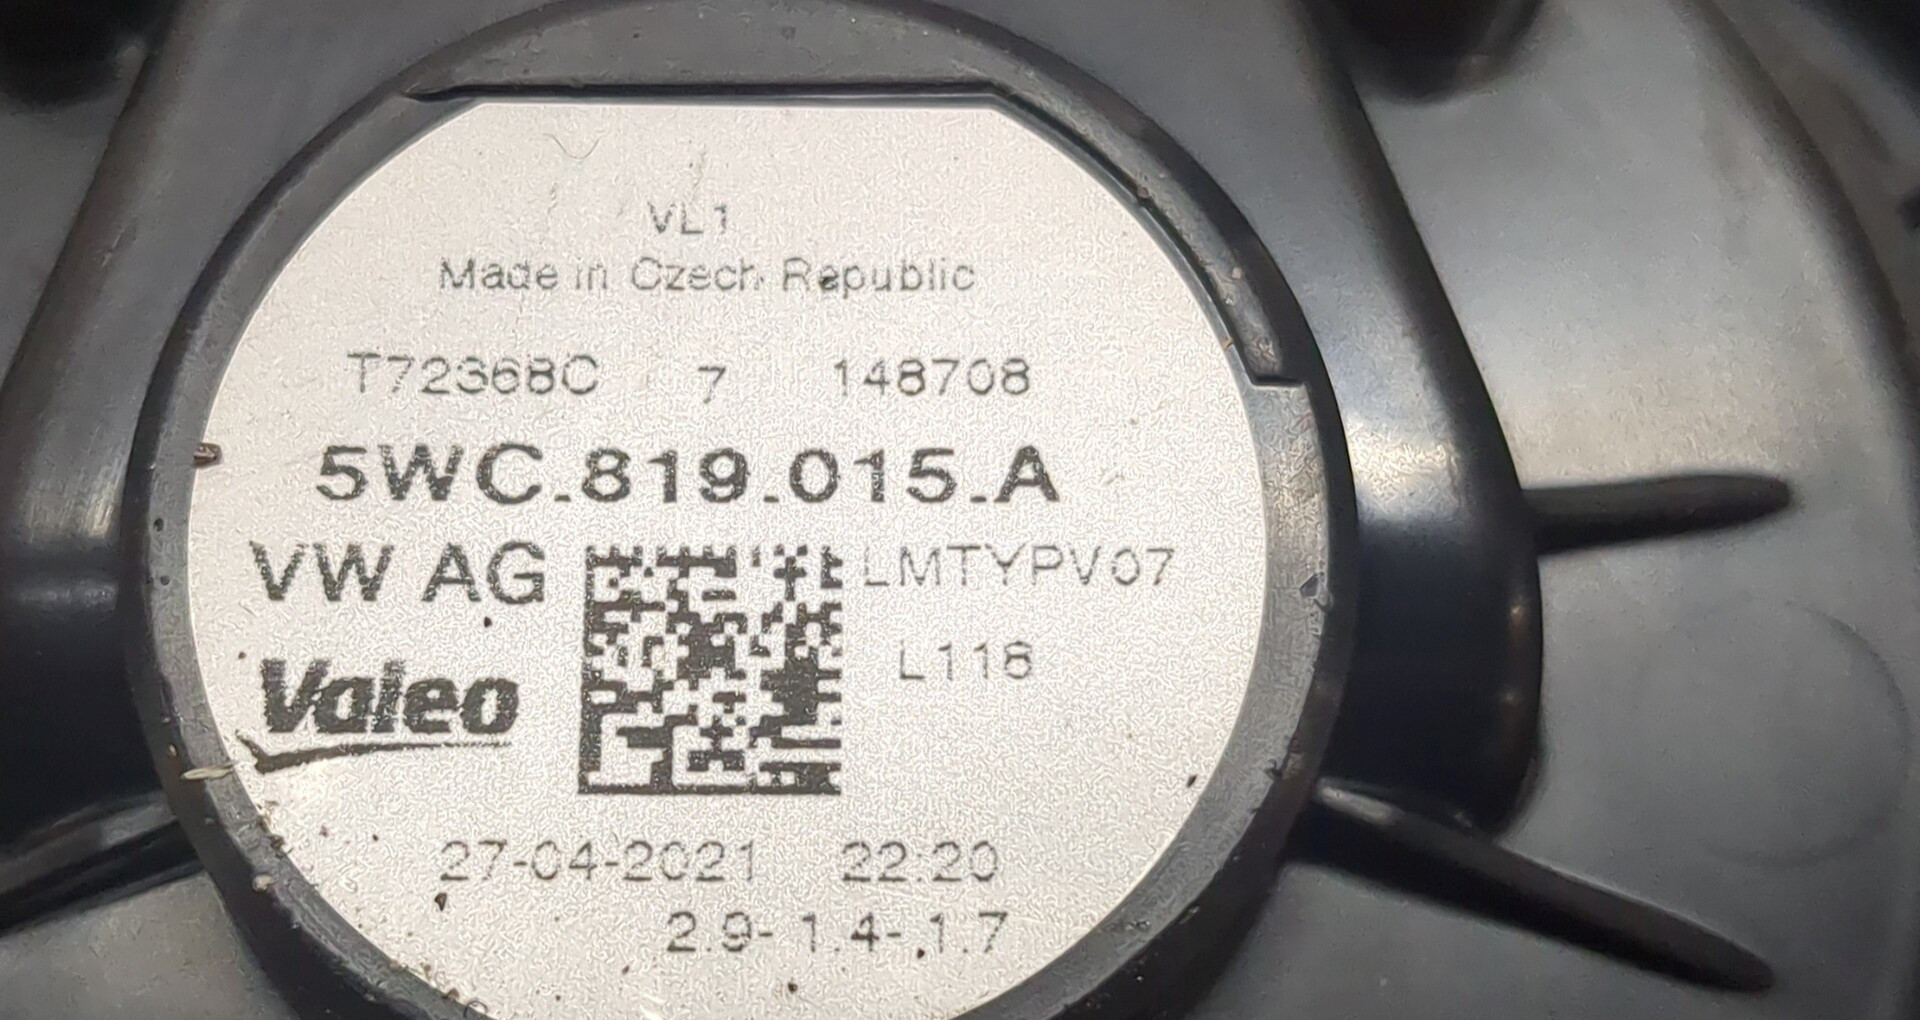 VL1
Made in Czech Republic
T72368C 7 148708
5WC.819.015.A
VW AG
LMTYPV07
L118
Valeo
27-04-2021 22:20
2.9- 1.4- 1.7